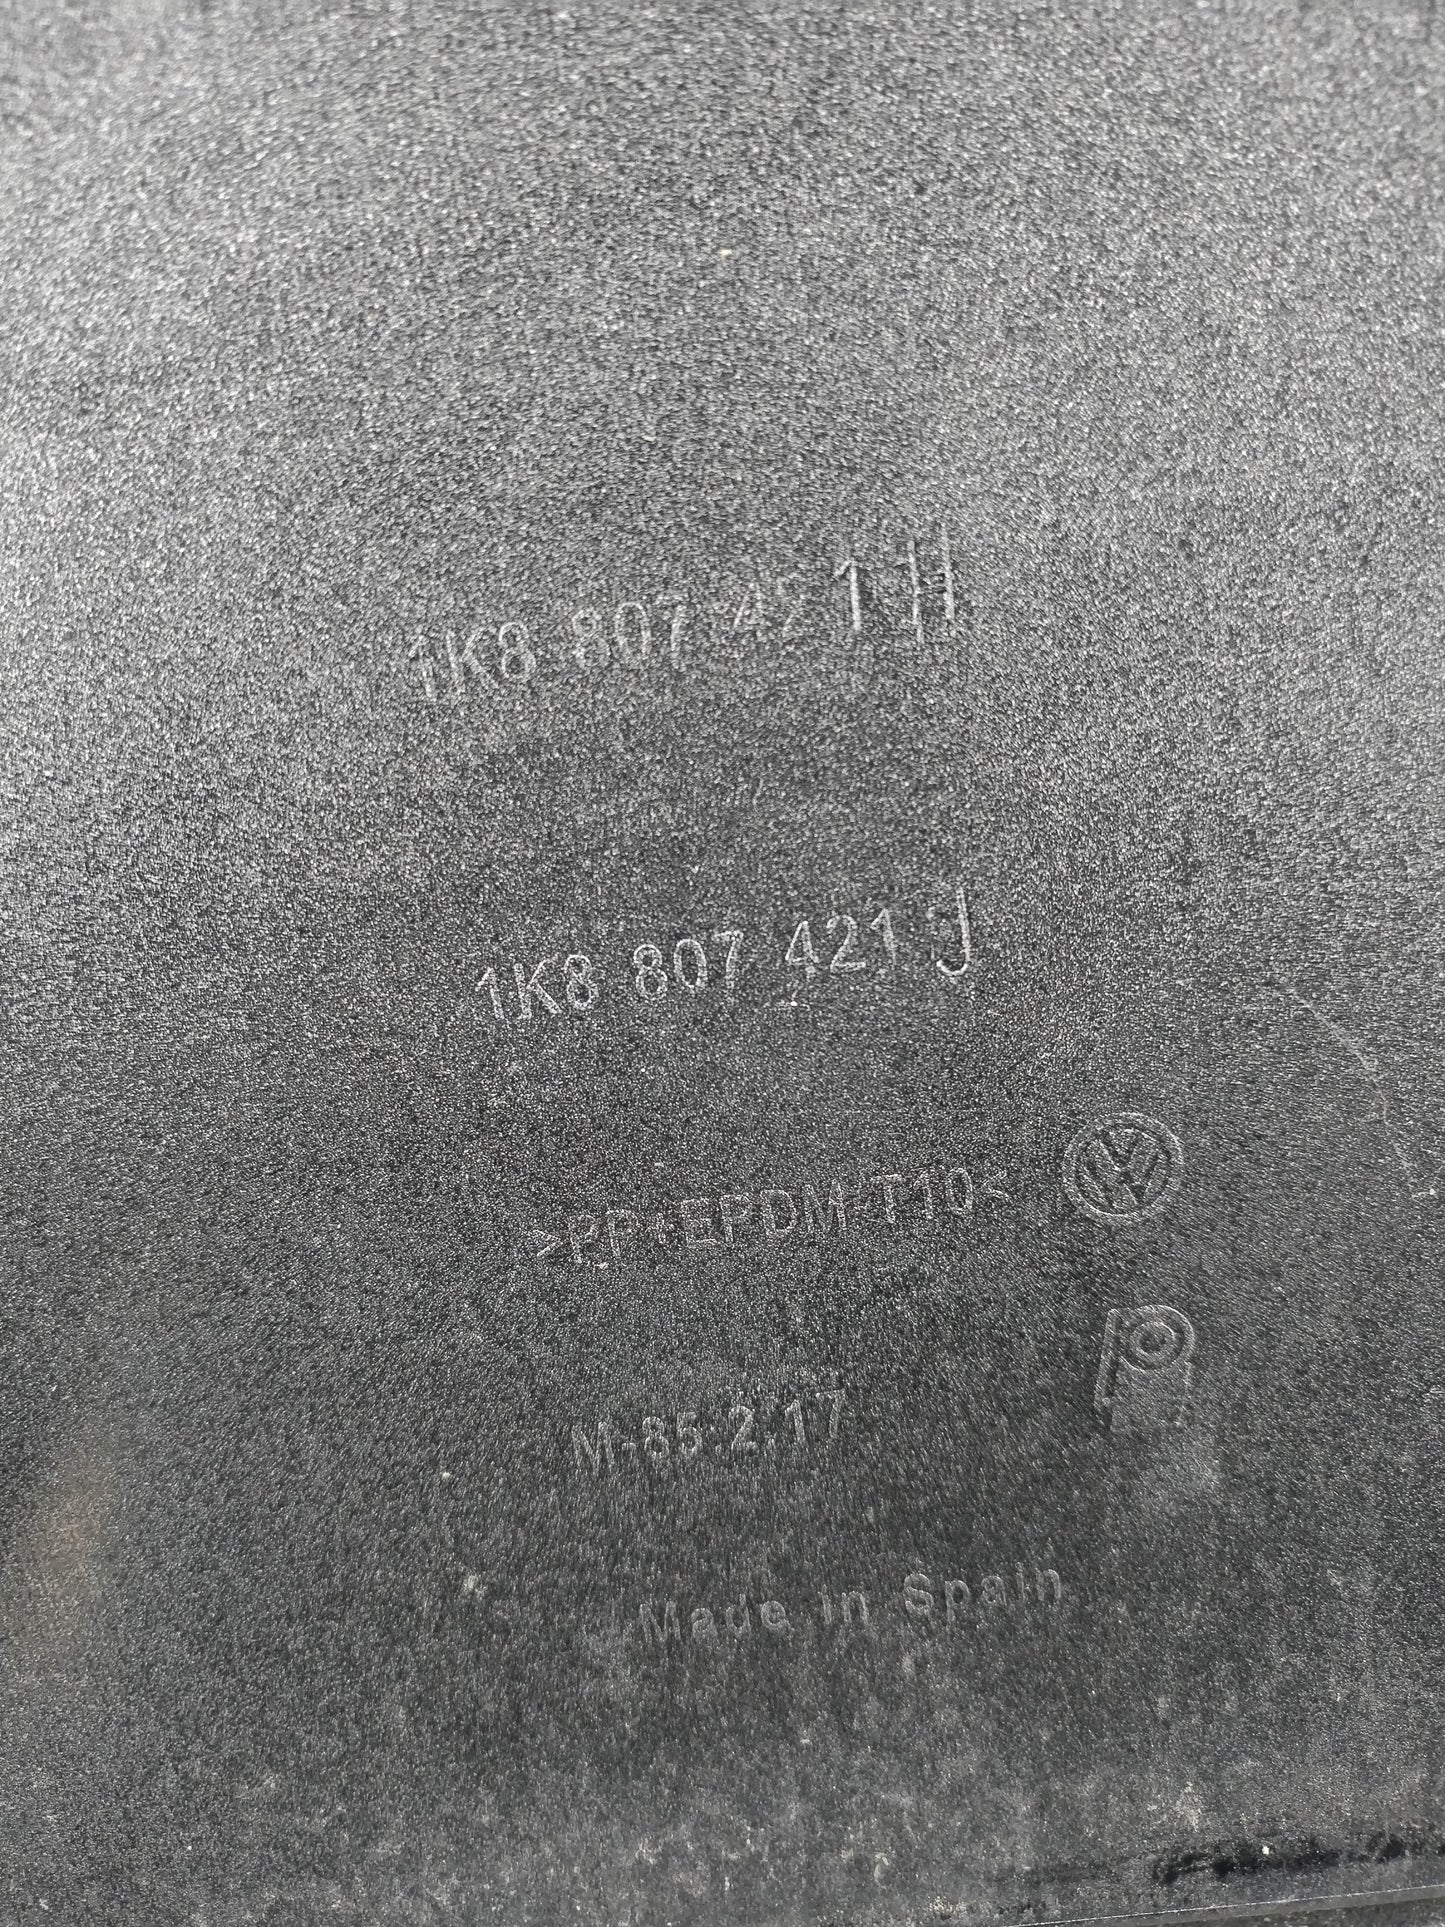 1K8 807 421 H
1K8 807 421 J
>PP+EPDM-T10<
M-85.2.17
Made in Spain